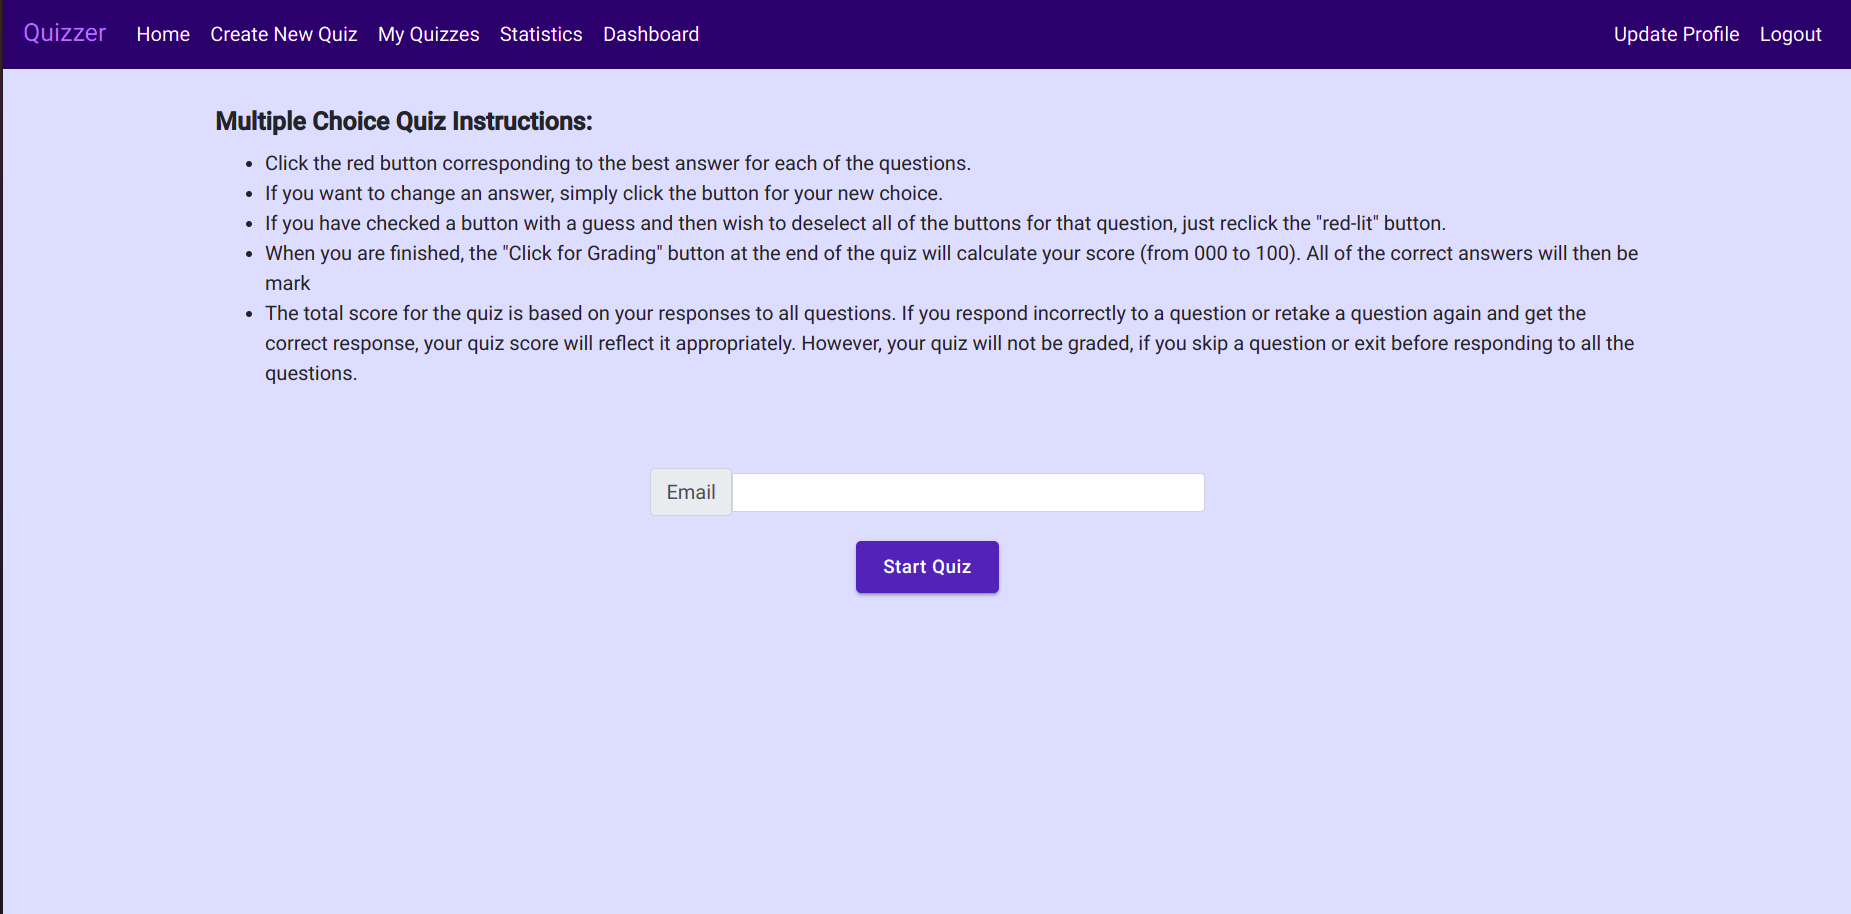 Quizzer Home Create New Quiz My Quizzes Statistics Dashboard Update Profile Logout
Multiple Choice Quiz Instructions:
• Click the red button corresponding to the best answer for each of the questions.
• If you want to change an answer, simply click the button for your new choice.
• If you have checked a button with a guess and then wish to deselect all of the buttons for that question, just reclick the "red-lit" button.
• When you are finished, the "Click for Grading" button at the end of the quiz will calculate your score (from 000 to 100). All of the correct answers will then be
mark
• The total score for the quiz is based on your responses to all questions. If you respond incorrectly to a question or retake a question again and get the
correct response, your quiz score will reflect it appropriately. However, your quiz will not be graded, if you skip a question or exit before responding to all the
questions.
Email
Start Quiz